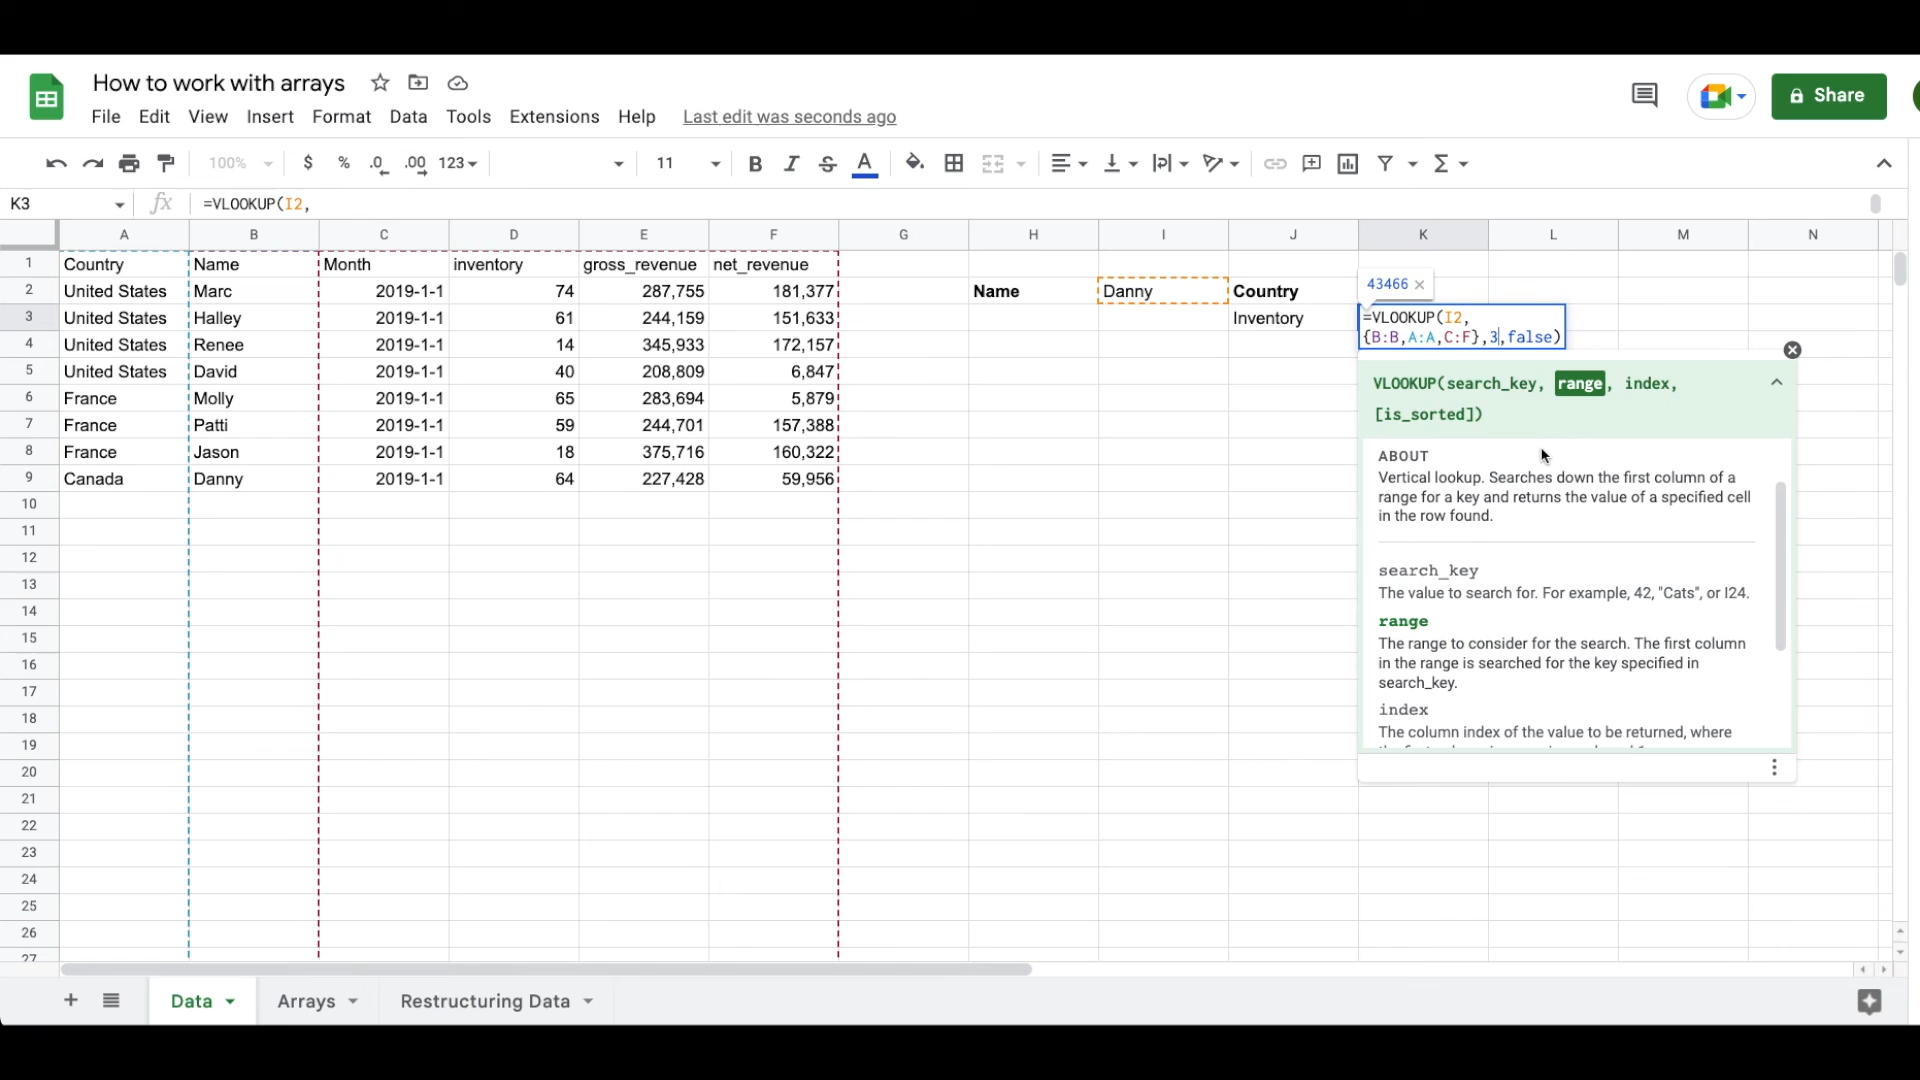 How to work with arrays
File Edit View Insert Format Data Tools Extensions Help Last edit was seconds ago
Share
100% $ % .0 .00 123 11 B I S A
K3 fx =VLOOKUP(I2,
A B C D E F G H I J K L M N
1 Country Name Month inventory gross_revenue net_revenue
2 United States Marc 2019-1-1 74 287,755 181,377 Name Danny Country 43466
3 United States Halley 2019-1-1 61 244,159 151,633 Inventory =VLOOKUP(I2,
{B:B,A:A,C:F},3,false)
4 United States Renee 2019-1-1 14 345,933 172,157
5 United States David 2019-1-1 40 208,809 6,847
6 France Molly 2019-1-1 65 283,694 5,879
7 France Patti 2019-1-1 59 244,701 157,388
8 France Jason 2019-1-1 18 375,716 160,322
9 Canada Danny 2019-1-1 64 227,428 59,956
10
11
12
13
14
15
16
17
18
19
20
21
22
23
24
25
26
27
VLOOKUP(search_key, range, index,
[is_sorted])
ABOUT
Vertical lookup. Searches down the first column of a
range for a key and returns the value of a specified cell
in the row found.
search_key
The value to search for. For example, 42, "Cats", or I24.
range
The range to consider for the search. The first column
in the range is searched for the key specified in
search_key.
index
The column index of the value to be returned, where
Data Arrays Restructuring Data